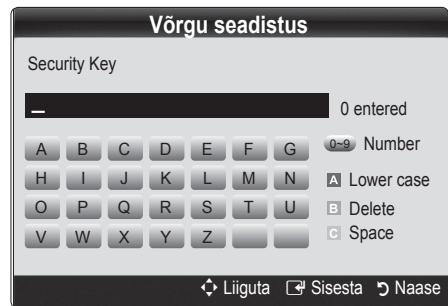 Võrgu seadistus
Security Key
_ 0 entered
A B C D E F G 0~9 Number
H I J K L M N A Lower case
O P Q R S T U B Delete
V W X Y Z C Space
Liiguta Sisesta Naase